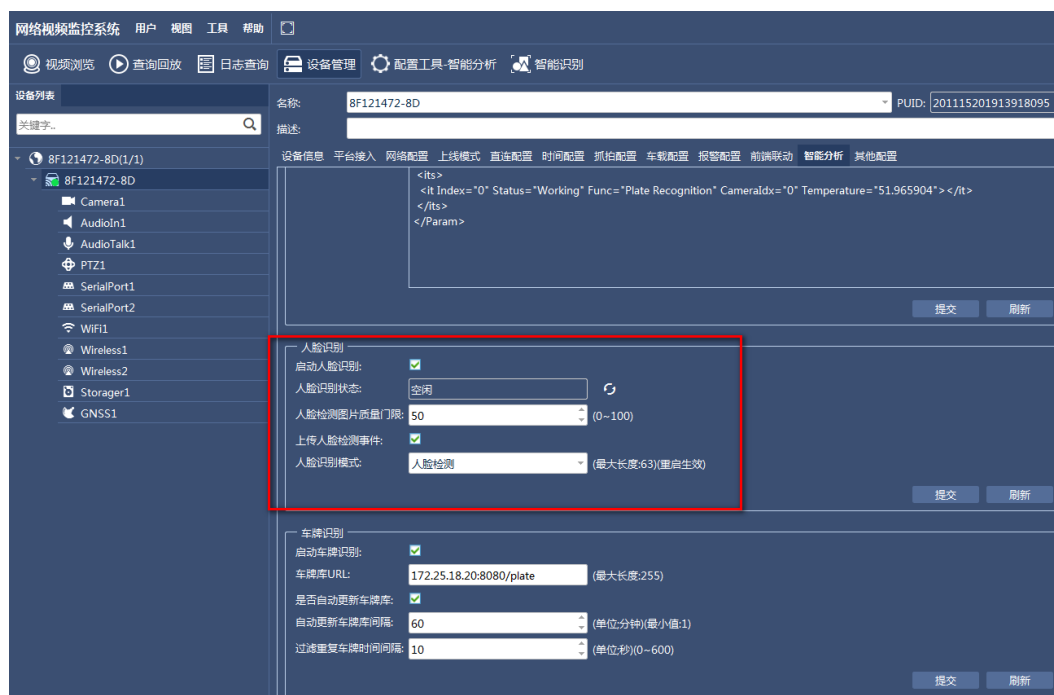 网络视频监控系统 用户 视图 工具 帮助
视频浏览 查询回放 日志查询 设备管理 配置工具-智能分析 智能识别
设备列表
关键字..
8F121472-8D(1/1)
8F121472-8D
Camera1
AudioIn1
AudioTalk1
PTZ1
SerialPort1
SerialPort2
WiFi1
Wireless1
Wireless2
Storager1
GNSS1
名称: 8F121472-8D PUID: 201115201913918095
描述:
设备信息 平台接入 网络配置 上线模式 直连配置 时间配置 抓拍配置 车载配置 报警配置 前端联动 智能分析 其他配置
<its>
<it Index="0" Status="Working" Func="Plate Recognition" CameraIdx="0" Temperature="51.965904"></it>
</its>
</Param>
提交 刷新
人脸识别
启动人脸识别:
人脸识别状态: 空闲
人脸检测图片质量门限: 50 (0~100)
上传人脸检测事件:
人脸识别模式: 人脸检测 (最大长度:63)(重启生效)
提交 刷新
车牌识别
启动车牌识别:
车牌库URL: 172.25.18.20:8080/plate (最大长度:255)
是否自动更新车牌库:
自动更新车牌库间隔: 60 (单位:分钟)(最小值:1)
过滤重复车牌时间间隔: 10 (单位:秒)(0~600)
提交 刷新